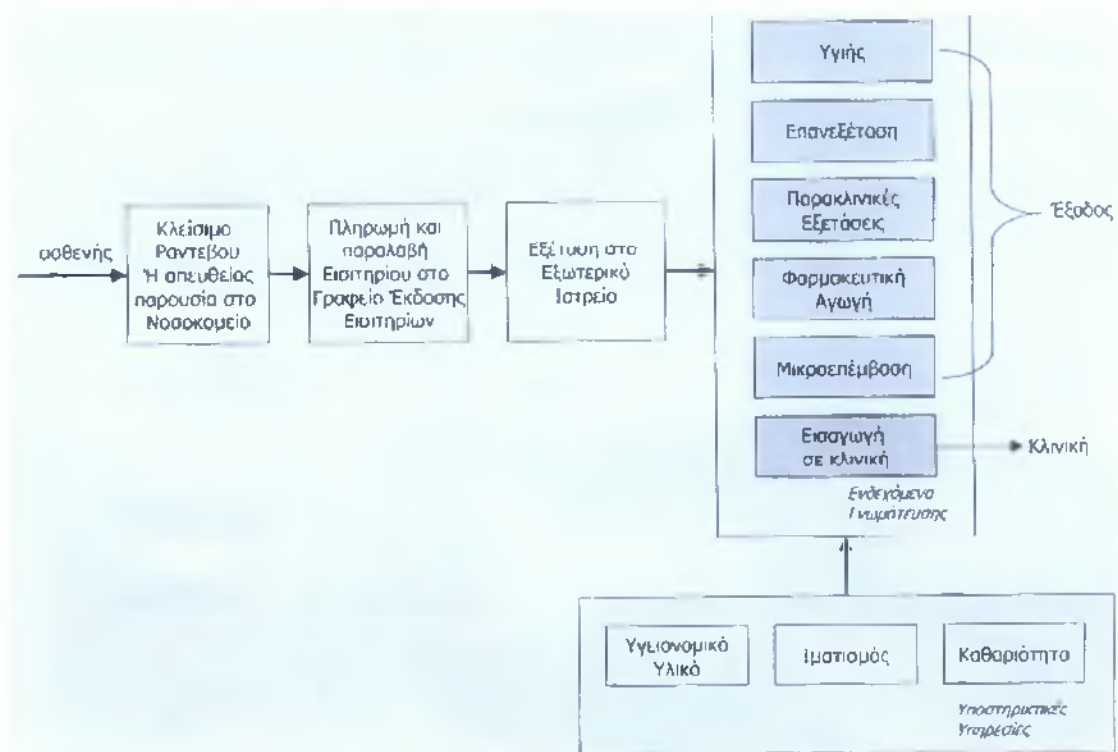 ασθενής
Κλείσιμο
Ραντεβου
Ή απευθείας
παρουσία στο
Νοσοκομείο
Πληρωμή και
παραλαβή
Εισιτηρίου στο
Γραφείο Έκδοσης
Εισιτηρίων
Εξέταση στο
Εξωτερικό
Ιατρείο
Υγιής
Επανεξέταση
Παρακλινικές
Εξετάσεις
Φαρμακευτική
Αγωγή
Μικροεπέμβαση
Εισαγωγή
σε κλινική
Ενδεχόμενα
Γνωμάτευσης
Έξοδος
Κλινική
Υγειονομικό
Υλικό
Ιματισμός
Καθαριότητα
Υποστηρικτικές
Υπηρεσίες